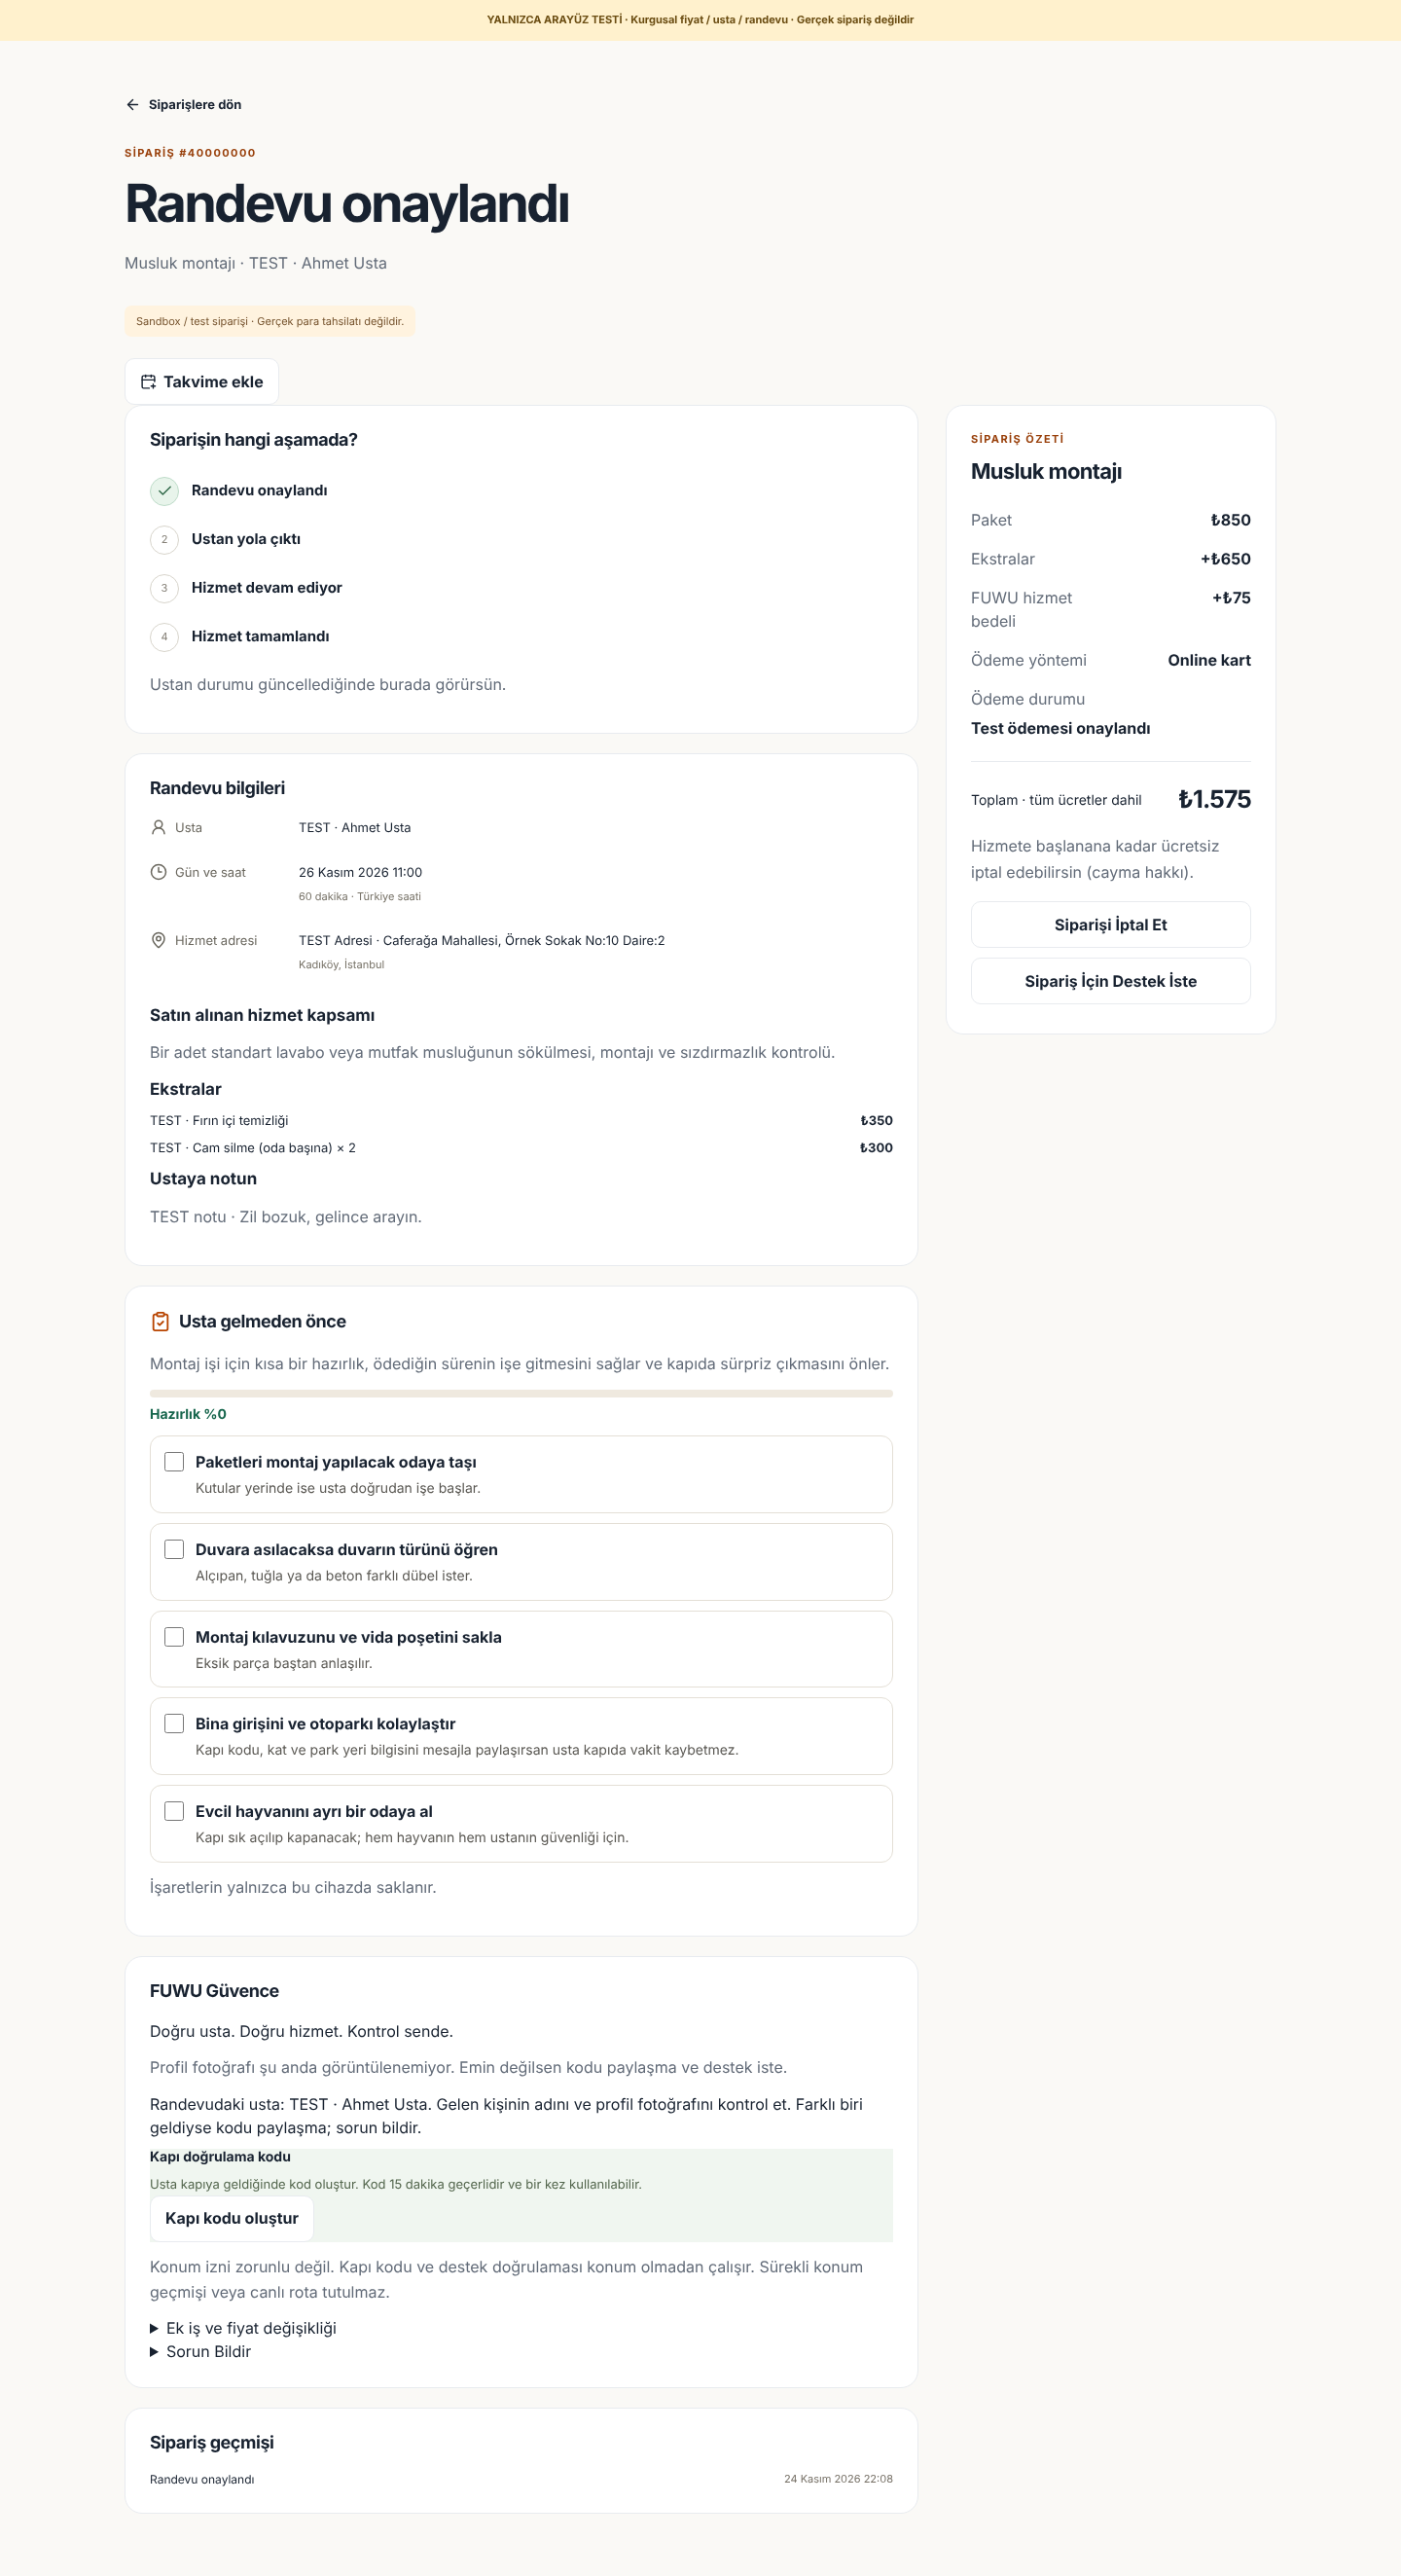 YALNIZCA ARAYÜZ TESTİ · Kurgusal fiyat / usta / randevu · Gerçek sipariş değildir
Siparişlere dön
SİPARİŞ #40000000
Randevu onaylandı
Musluk montajı · TEST · Ahmet Usta
Sandbox / test siparişi · Gerçek para tahsilatı değildir.
Takvime ekle
Siparişin hangi aşamada?
Randevu onaylandı
2 Ustan yola çıktı
3 Hizmet devam ediyor
4 Hizmet tamamlandı
Ustan durumu güncellediğinde burada görürsün.
SİPARİŞ ÖZETİ
Musluk montajı
Paket ₺850
Ekstralar +₺650
FUWU hizmet +₺75
bedeli
Ödeme yöntemi Online kart
Ödeme durumu
Test ödemesi onaylandı
Toplam · tüm ücretler dahil ₺1.575
Hizmete başlanana kadar ücretsiz
iptal edebilirsin (cayma hakkı).
Siparişi İptal Et
Sipariş İçin Destek İste
Randevu bilgileri
Usta TEST · Ahmet Usta
Gün ve saat 26 Kasım 2026 11:00
60 dakika · Türkiye saati
Hizmet adresi TEST Adresi · Caferağa Mahallesi, Örnek Sokak No:10 Daire:2
Kadıköy, İstanbul
Satın alınan hizmet kapsamı
Bir adet standart lavabo veya mutfak musluğunun sökülmesi, montajı ve sızdırmazlık kontrolü.
Ekstralar
TEST · Fırın içi temizliği ₺350
TEST · Cam silme (oda başına) × 2 ₺300
Ustaya notun
TEST notu · Zil bozuk, gelince arayın.
Usta gelmeden önce
Montaj işi için kısa bir hazırlık, ödediğin sürenin işe gitmesini sağlar ve kapıda sürpriz çıkmasını önler.
Hazırlık %0
Paketleri montaj yapılacak odaya taşı
Kutular yerinde ise usta doğrudan işe başlar.
Duvara asılacaksa duvarın türünü öğren
Alçıpan, tuğla ya da beton farklı dübel ister.
Montaj kılavuzunu ve vida poşetini sakla
Eksik parça baştan anlaşılır.
Bina girişini ve otoparkı kolaylaştır
Kapı kodu, kat ve park yeri bilgisini mesajla paylaşırsan usta kapıda vakit kaybetmez.
Evcil hayvanını ayrı bir odaya al
Kapı sık açılıp kapanacak; hem hayvanın hem ustanın güvenliği için.
İşaretlerin yalnızca bu cihazda saklanır.
FUWU Güvence
Doğru usta. Doğru hizmet. Kontrol sende.
Profil fotoğrafı şu anda görüntülenemiyor. Emin değilsen kodu paylaşma ve destek iste.
Randevudaki usta: TEST · Ahmet Usta. Gelen kişinin adını ve profil fotoğrafını kontrol et. Farklı biri
geldiyse kodu paylaşma; sorun bildir.
Kapı doğrulama kodu
Usta kapıya geldiğinde kod oluştur. Kod 15 dakika geçerlidir ve bir kez kullanılabilir.
Kapı kodu oluştur
Konum izni zorunlu değil. Kapı kodu ve destek doğrulaması konum olmadan çalışır. Sürekli konum
geçmişi veya canlı rota tutulmaz.
Ek iş ve fiyat değişikliği
Sorun Bildir
Sipariş geçmişi
Randevu onaylandı 24 Kasım 2026 22:08